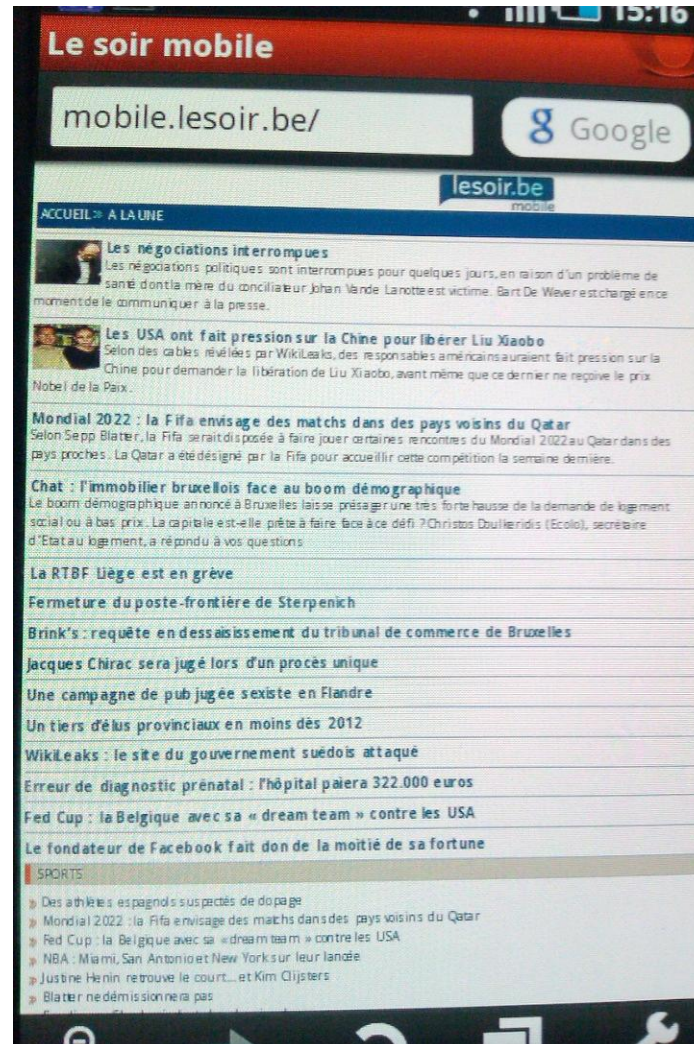 15:16
Le soir mobile
mobile.lesoir.be/
g Google
lesoir.be
mobile
ACCUEIL» A LA UNE
Les négociations interrompues
Les négociations politiques sont interrompues pour quelques jours, en raison d'un problème de
santé dont la mère du conciliateur Johan Vande Lanotte est victime. Bart De Wever est chargé en ce
moment de le communiquer à la presse.
Les USA ont fait pression sur la Chine pour libérer Liu Xiaobo
Selon des cables révélées par WikiLeaks, des responsables américains auraient fait pression sur la
Chine pour demander la libération de Liu Xiaobo, avant même que ce dernier ne reçoive le prix
Nobel de la Paix.
Mondial 2022 : la Fifa envisage des matchs dans des pays voisins du Qatar
Selon Sepp Blatter, la Fifa serait disposée à faire jouer certaines rencontres du Mondial 2022 au Qatar dans des
pays proches. La Qatar a été désigné par la Fifa pour accueillir cette compétition la semaine dernière.
Chat : l'immobilier bruxellois face au boom démographique
Le boom démographique annoncé à Bruxelles laisse présager une très forte hausse de la demande de logement
social ou à bas prix. La capitale est-elle prête à faire face à ce défi ? Christos Doulkeridis (Ecolo), secrétaire
d'Etat au logement, a répondu à vos questions
La RTBF Liège est en grève
Fermeture du poste-frontière de Sterpenich
Brink's : requête en dessaisissement du tribunal de commerce de Bruxelles
Jacques Chirac sera jugé lors d'un procès unique
Une campagne de pub jugée sexiste en Flandre
Un tiers d'élus provinciaux en moins dès 2012
WikiLeaks : le site du gouvernement suédois attaqué
Erreur de diagnostic prénatal : l'hôpital paiera 322.000 euros
Fed Cup : la Belgique avec sa « dream team » contre les USA
Le fondateur de Facebook fait don de la moitié de sa fortune
SPORTS
» Des athlètes espagnols suspectés de dopage
» Mondial 2022 : la Fifa envisage des matchs dans des pays voisins du Qatar
» Fed Cup : la Belgique avec sa « dream team » contre les USA
» NBA : Miami, San Antonio et New York sur leur lancée
» Justine Henin retrouve le court... et Kim Clijsters
» Blatter ne démissionnera pas